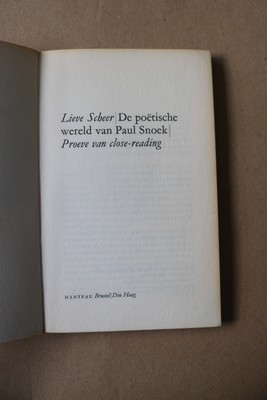 Lieve Scheer | De poëtische
wereld van Paul Snoek |
Proeve van close-reading
MANTEAU Brussel/Den Haag